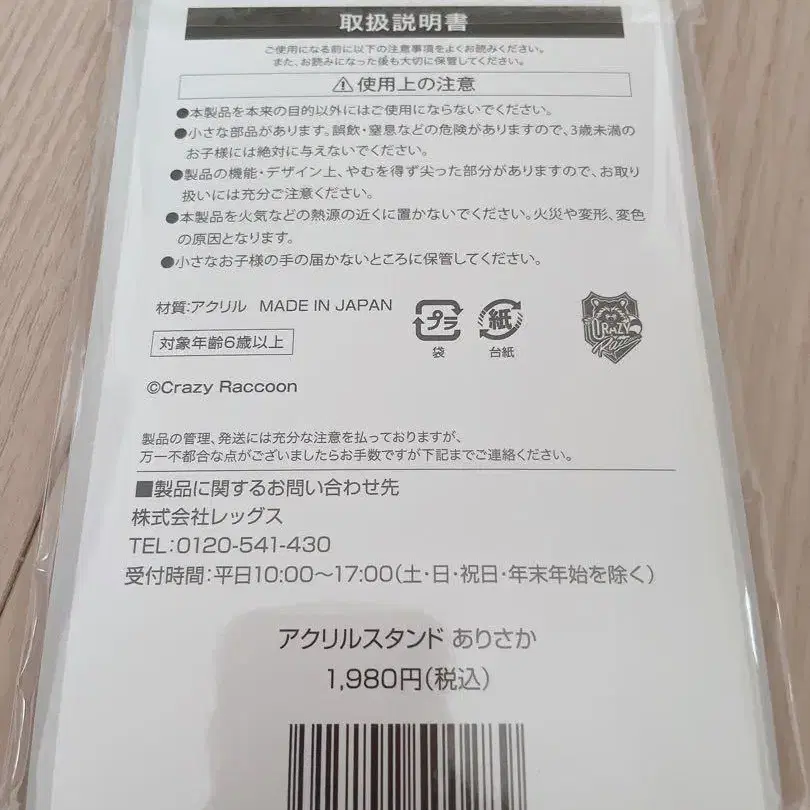 取扱説明書
ご使用になる前に以下の注意事項をよくお読みください。
また、お読みになった後も大切に保管してください。
⚠使用上の注意
●本製品を本来の目的以外にはご使用にならないでください。
●小さな部品があります。誤飲・窒息などの危険がありますので、3歳未満の
お子様には絶対に与えないでください。
●製品の機能・デザイン上、やむを得ず尖った部分がありますので、お取り
扱いには充分ご注意ください。
●本製品を火気などの熱源の近くに置かないでください。火災や変形、変色
の原因となります。
●小さなお子様の手の届かないところに保管してください。
材質:アクリル MADE IN JAPAN
プラ 紙
袋 台紙
CRAZY
Raccoon
対象年齢6歳以上
©Crazy Raccoon
製品の管理、発送には充分な注意を払っておりますが、
万一不都合な点がございましたらお手数ですが下記までご連絡ください。
■製品に関するお問い合わせ先
株式会社レッグス
TEL:0120-541-430
受付時間:平日10:00～17:00(土・日・祝日・年末年始を除く)
アクリルスタンド ありさか
1,980円(税込)